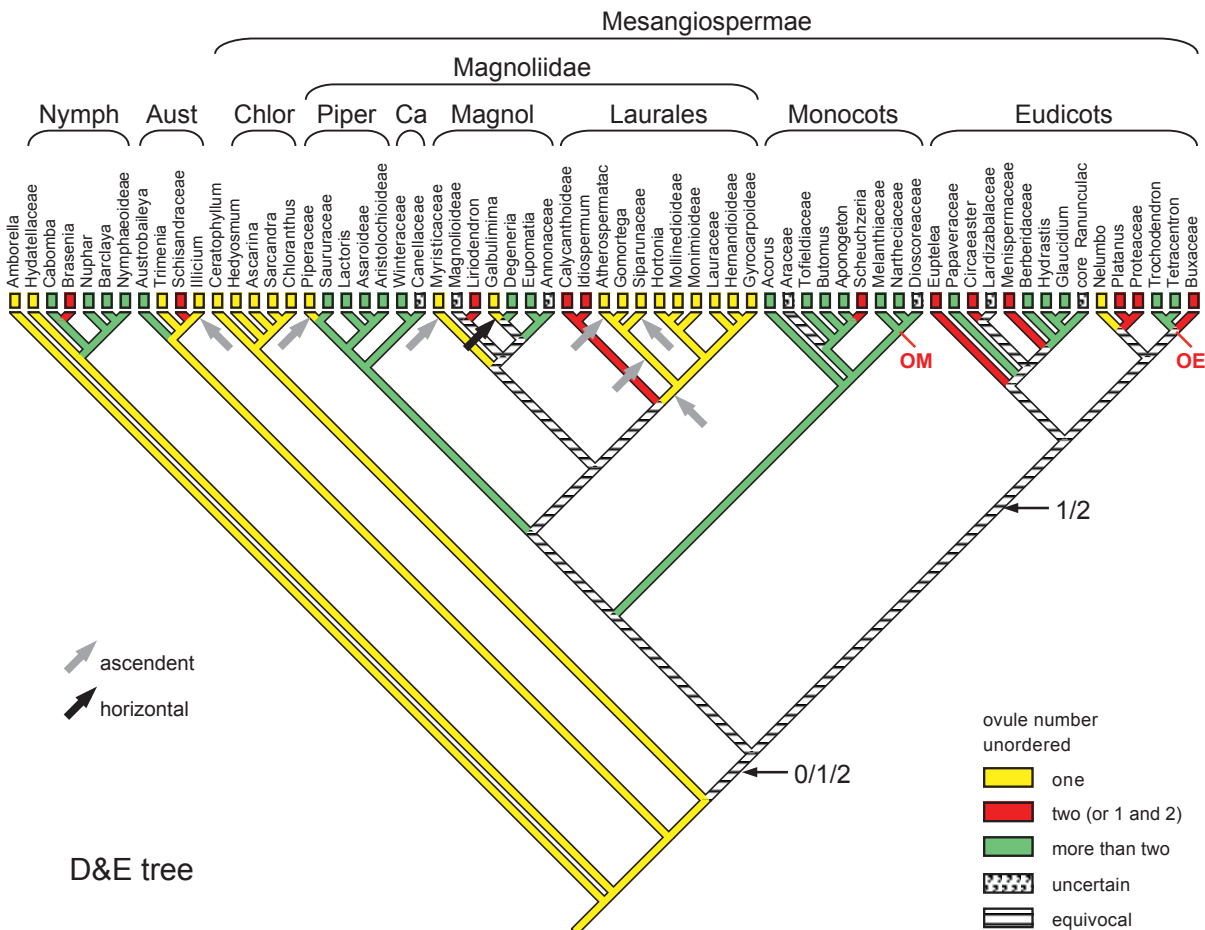 Mesangiospermae
Magnoliidae
Nymph Aust Chlor Piper Ca Magnol Laurales Monocots Eudicots
Amborella
Hydatellaceae
Cabomba
Brasenia
Nuphar
Barclaya
Nymphaeoideae
Austrobaileya
Trimenia
Schisandraceae
Illicium
Ceratophyllum
Hedyosmum
Ascarina
Sarcandra
Chloranthus
Piperaceae
Saururaceae
Lactoris
Asaroideae
Aristolochioideae
Winteraceae
Canellaceae
Myristicaceae
Magnolioideae
Liriodendron
Galbulimima
Degeneria
Eupomatia
Annonaceae
Calycanthoideae
Idiospermum
Atherospermatac
Gomortega
Siparunaceae
Hortonia
Mollinedioideae
Monimioideae
Lauraceae
Hernandioideae
Gyrocarpoideae
Acorus
Araceae
Tofieldiaceae
Butomus
Aponogeton
Scheuchzeria
Melanthiaceae
Nartheciaceae
Dioscoreaceae
Euptelea
Papaveraceae
Circaeaster
Lardizabalaceae
Menispermaceae
Berberidaceae
Hydrastis
Glaucidium
core Ranunculac
Nelumbo
Platanus
Proteaceae
Trochodendron
Tetracentron
Buxaceae
OM
OE
1/2
0/1/2
ascendent
horizontal
D&E tree
ovule number
unordered
one
two (or 1 and 2)
more than two
uncertain
equivocal